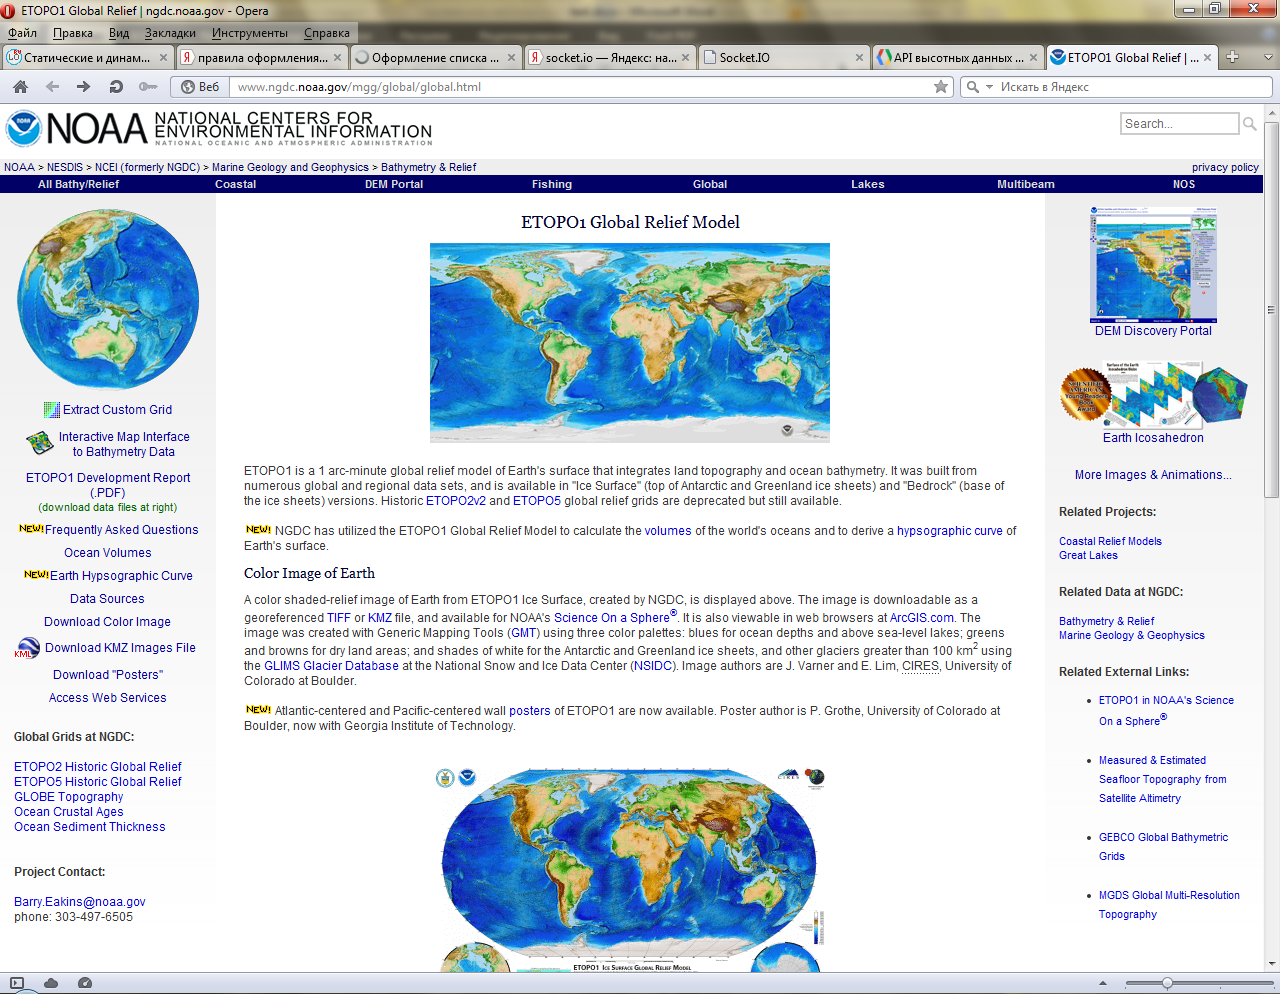 ETOPO1 Global Relief | ngdc.noaa.gov - Opera
Файл Правка Вид Закладки Инструменты Справка
Статические и динам...
правила оформления...
Оформление списка ...
socket.io — Яндекс: на...
Socket.IO
API высотных данных ...
ETOPO1 Global Relief | ...
Веб
www.ngdc.noaa.gov/mgg/global/global.html
Искать в Яндекс
NOAA
NATIONAL CENTERS FOR
ENVIRONMENTAL INFORMATION
NATIONAL OCEANIC AND ATMOSPHERIC ADMINISTRATION
Search...
NOAA > NESDIS > NCEI (formerly NGDC) > Marine Geology and Geophysics > Bathymetry & Relief
privacy policy
All Bathy/Relief Coastal DEM Portal Fishing Global Lakes Multibeam NOS
Extract Custom Grid
Interactive Map Interface
to Bathymetry Data
ETOPO1 Development Report
(.PDF)
(download data files at right)
NEW! Frequently Asked Questions
Ocean Volumes
NEW! Earth Hypsographic Curve
Data Sources
Download Color Image
KML Download KMZ Images File
Download "Posters"
Access Web Services
Global Grids at NGDC:
ETOPO2 Historic Global Relief
ETOPO5 Historic Global Relief
GLOBE Topography
Ocean Crustal Ages
Ocean Sediment Thickness
Project Contact:
Barry.Eakins@noaa.gov
phone: 303-497-6505
ETOPO1 Global Relief Model
ETOPO1 is a 1 arc-minute global relief model of Earth's surface that integrates land topography and ocean bathymetry. It was built from
numerous global and regional data sets, and is available in "Ice Surface" (top of Antarctic and Greenland ice sheets) and "Bedrock" (base of
the ice sheets) versions. Historic ETOPO2v2 and ETOPO5 global relief grids are deprecated but still available.
NEW! NGDC has utilized the ETOPO1 Global Relief Model to calculate the volumes of the world's oceans and to derive a hypsographic curve of
Earth's surface.
Color Image of Earth
A color shaded-relief image of Earth from ETOPO1 Ice Surface, created by NGDC, is displayed above. The image is downloadable as a
georeferenced TIFF or KMZ file, and available for NOAA's Science On a Sphere®. It is also viewable in web browsers at ArcGIS.com. The
image was created with Generic Mapping Tools (GMT) using three color palettes: blues for ocean depths and above sea-level lakes; greens
and browns for dry land areas; and shades of white for the Antarctic and Greenland ice sheets, and other glaciers greater than 100 km2 using
the GLIMS Glacier Database at the National Snow and Ice Data Center (NSIDC). Image authors are J. Varner and E. Lim, CIRES, University of
Colorado at Boulder.
NEW! Atlantic-centered and Pacific-centered wall posters of ETOPO1 are now available. Poster author is P. Grothe, University of Colorado at
Boulder, now with Georgia Institute of Technology.
CIRES
ETOPO1 Ice Surface Global Relief Model
DEM Discovery Portal
Surface of the Earth
Icosahedron Globe
SCIENTIFIC
AMERICAN
Young Readers
Book
Award
Earth Icosahedron
More Images & Animations...
Related Projects:
Coastal Relief Models
Great Lakes
Related Data at NGDC:
Bathymetry & Relief
Marine Geology & Geophysics
Related External Links:
ETOPO1 in NOAA's Science
On a Sphere®
Measured & Estimated
Seafloor Topography from
Satellite Altimetry
GEBCO Global Bathymetric
Grids
MGDS Global Multi-Resolution
Topography